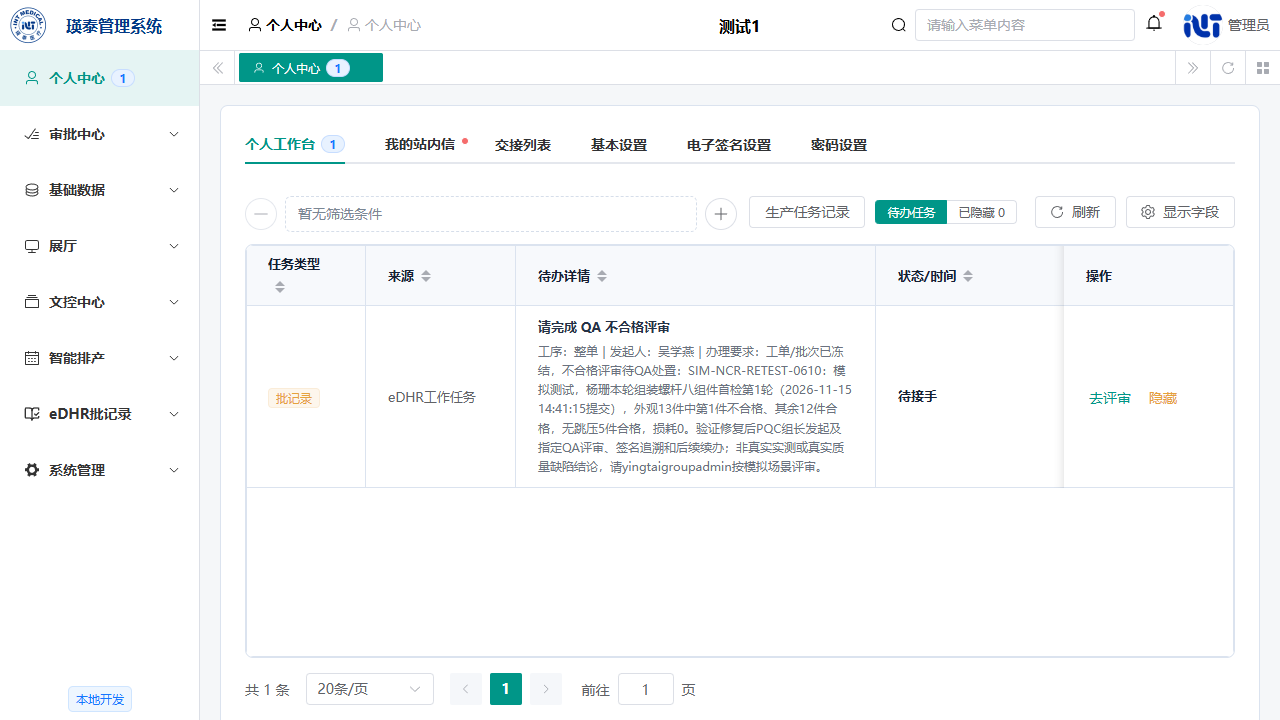 瑛泰管理系统
个人中心 / 个人中心
测试1
请输入菜单内容
管理员
个人中心 1
个人中心 1
审批中心
基础数据
展厅
文控中心
智能排产
eDHR批记录
系统管理
本地开发
个人工作台 1
我的站内信
交接列表
基本设置
电子签名设置
密码设置
暂无筛选条件
生产任务记录
待办任务
已隐藏 0
刷新
显示字段
任务类型
来源
待办详情
状态/时间
操作
批记录
eDHR工作任务
请完成 QA 不合格评审
工序：整单 | 发起人：吴学燕 | 办理要求：工单/批次已冻
结，不合格评审待QA处置：SIM-NCR-RETEST-0610：模
拟测试，杨珊本轮组装螺杆八组件首检第1轮（2026-11-15
14:41:15提交），外观13件中第1件不合格、其余12件合
格，无跳压5件合格，损耗0。验证修复后PQC组长发起及
指定QA评审、签名追溯和后续续办；非真实实测或真实质
量缺陷结论，请yingtaigroupadmin按模拟场景评审。
待接手
去评审
隐藏
共 1 条
20条/页
1
前往
1
页